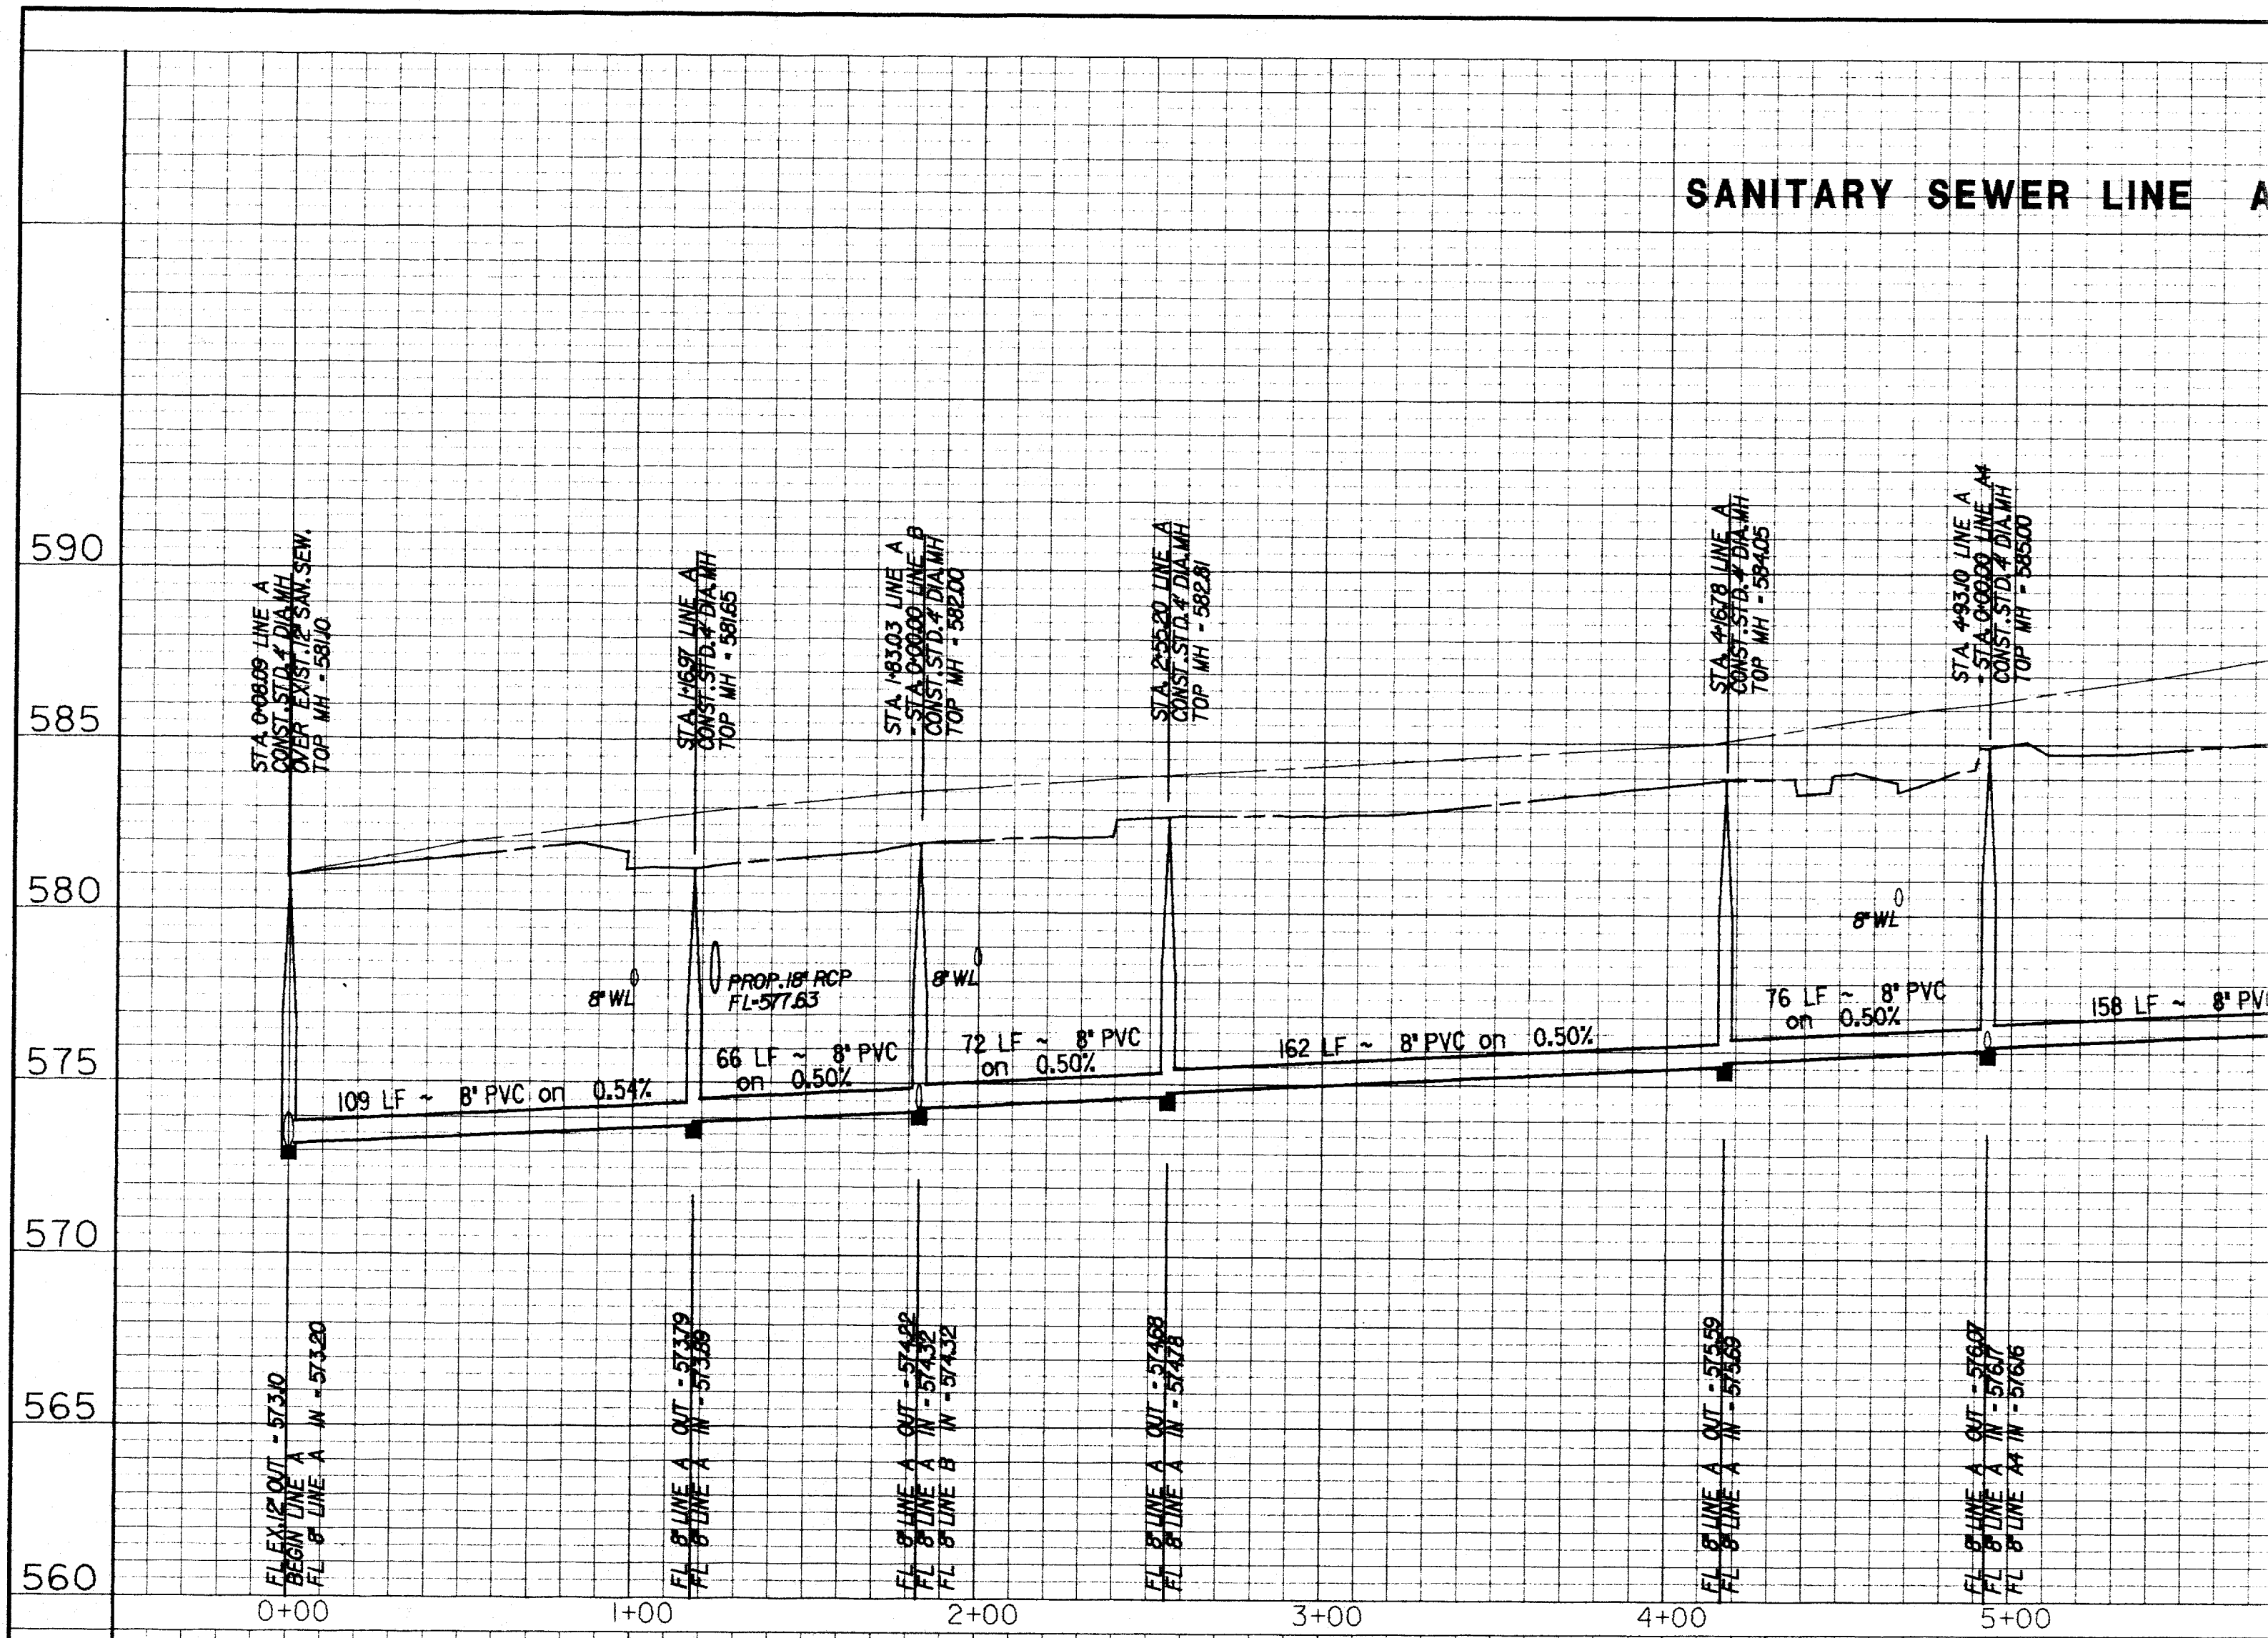 SANITARY SEWER LINE A
STA. 0+08.09 LINE A
CONST. STD. 4' DIA. MH
OVER EXIST. 12" SAN. SEW.
TOP MH = 581.10
STA. 1+16.97 LINE A
CONST. STD. 4' DIA. MH
TOP MH = 581.65
STA. 1+83.03 LINE A
= STA. 0+00.00 LINE B
CONST. STD. 4' DIA. MH
TOP MH = 582.00
STA. 2+55.20 LINE A
CONST. STD. 4' DIA. MH
TOP MH = 582.81
STA. 4+16.78 LINE A
CONST. STD. 4' DIA. MH
TOP MH = 584.05
STA. 4+93.10 LINE A
= STA. 0+00.00 LINE A4
CONST. STD. 4' DIA. MH
TOP MH = 585.00
590
585
580
575
570
565
560
8" WL
PROP. 18" RCP
FL=577.63
8" WL
8" WL
109 LF ~ 8" PVC on 0.54%
66 LF ~ 8" PVC
on 0.50%
72 LF ~ 8" PVC
on 0.50%
162 LF ~ 8" PVC on 0.50%
76 LF ~ 8" PVC
on 0.50%
158 LF ~ 8" PVC
FL EX. 12" OUT = 573.10
BEGIN LINE A
FL 8" LINE A IN = 573.20
FL 8" LINE A OUT = 573.79
FL 8" LINE A IN = 573.89
FL 8" LINE A OUT = 574.22
FL 8" LINE A IN = 574.32
FL 8" LINE B IN = 574.32
FL 8" LINE A OUT = 574.68
FL 8" LINE A IN = 574.78
FL 8" LINE A OUT = 575.59
FL 8" LINE A IN = 575.69
FL 8" LINE A OUT = 576.07
FL 8" LINE A IN = 576.17
FL 8" LINE A4 IN = 576.16
0+00
1+00
2+00
3+00
4+00
5+00